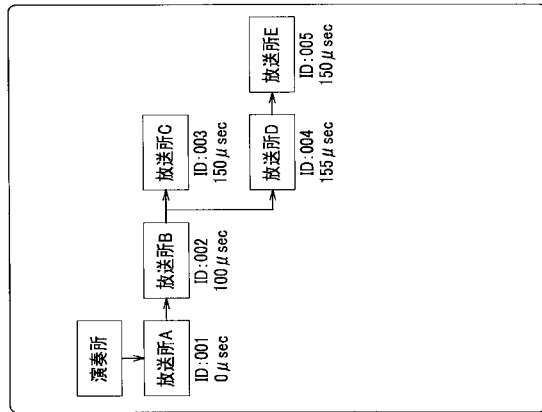 演奏所
放送所A
ID:001
0μsec
放送所B
ID:002
100μsec
放送所C
ID:003
150μsec
放送所D
ID:004
155μsec
放送所E
ID:005
150μsec